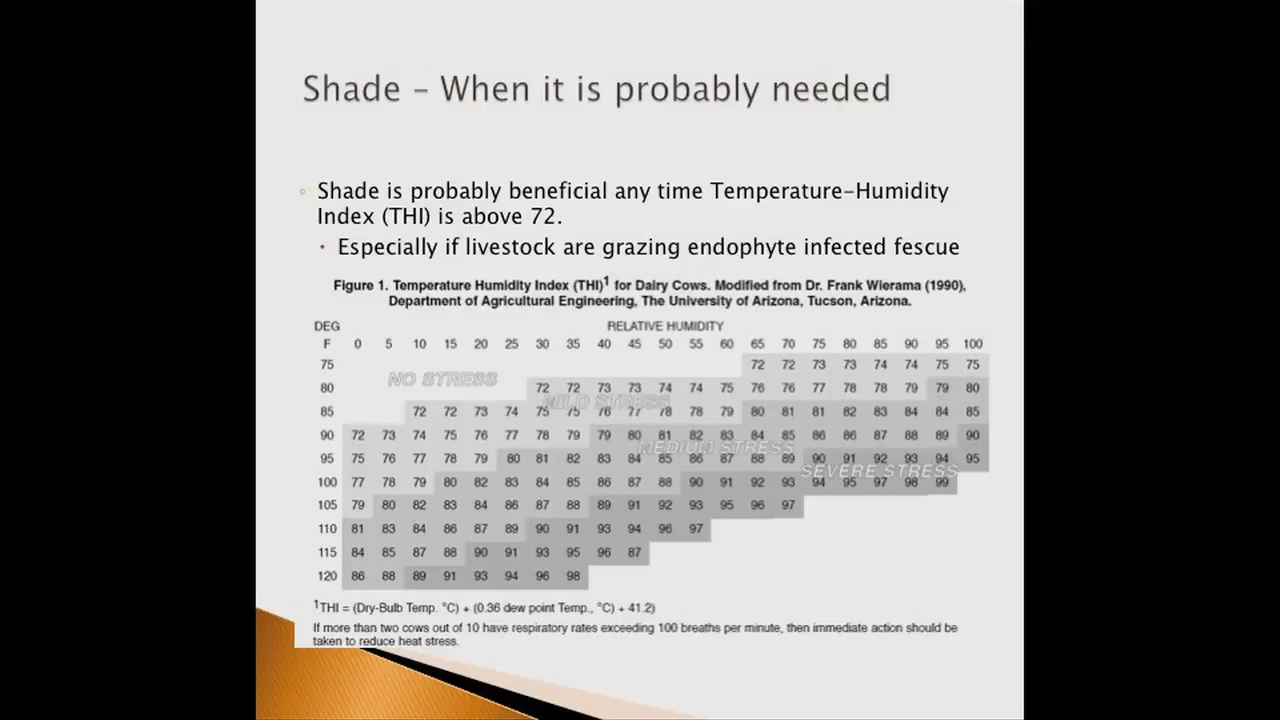 Shade – When it is probably needed
Shade is probably beneficial any time Temperature-Humidity
Index (THI) is above 72.
Especially if livestock are grazing endophyte infected fescue
Figure 1. Temperature Humidity Index (THI)¹ for Dairy Cows. Modified from Dr. Frank Wierama (1990),
Department of Agricultural Engineering, The University of Arizona, Tucson, Arizona.
DEG RELATIVE HUMIDITY
F 0 5 10 15 20 25 30 35 40 45 50 55 60 65 70 75 80 85 90 95 100
75 72 72 73 73 74 74 75 75
NO STRESS
80 72 72 73 73 74 74 75 76 76 77 78 78 79 79 80
MILD STRESS
85 72 72 73 74 75 75 76 77 78 78 79 80 81 81 82 83 84 84 85
90 72 73 74 75 76 77 78 79 79 80 81 82 83 84 85 86 86 87 88 89 90
MEDIUM STRESS
95 75 76 77 78 79 80 81 82 83 84 85 86 87 88 89 90 91 92 93 94 95
SEVERE STRESS
100 77 78 79 80 82 83 84 85 86 87 88 90 91 92 93 94 95 97 98 99
105 79 80 82 83 84 86 87 88 89 91 92 93 95 96 97
110 81 83 84 86 87 89 90 91 93 94 96 97
115 84 85 87 88 90 91 93 95 96 87
120 86 88 89 91 93 94 96 98
¹THI = (Dry-Bulb Temp. °C) + (0.36 dew point Temp., °C) + 41.2)
If more than two cows out of 10 have respiratory rates exceeding 100 breaths per minute, then immediate action should be
taken to reduce heat stress.